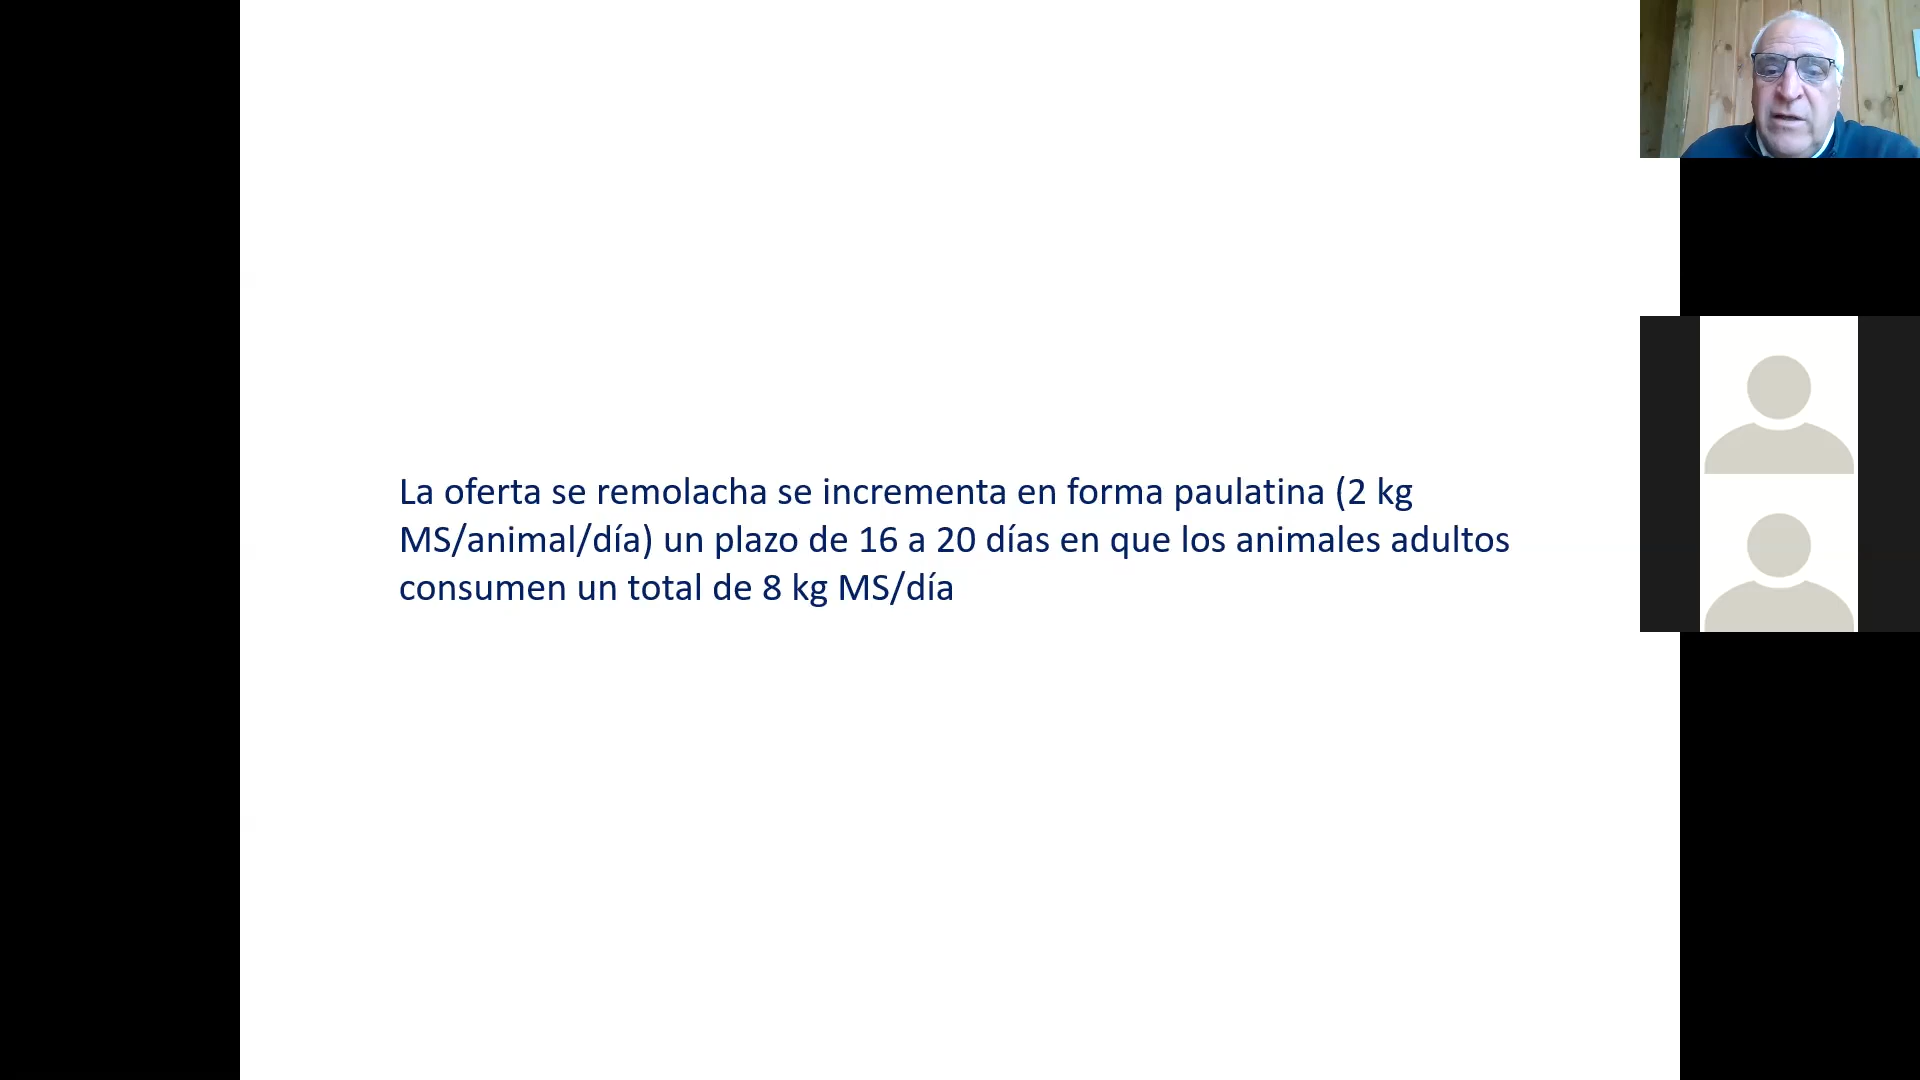 La oferta se remolacha se incrementa en forma paulatina (2 kg
MS/animal/día) un plazo de 16 a 20 días en que los animales adultos
consumen un total de 8 kg MS/día